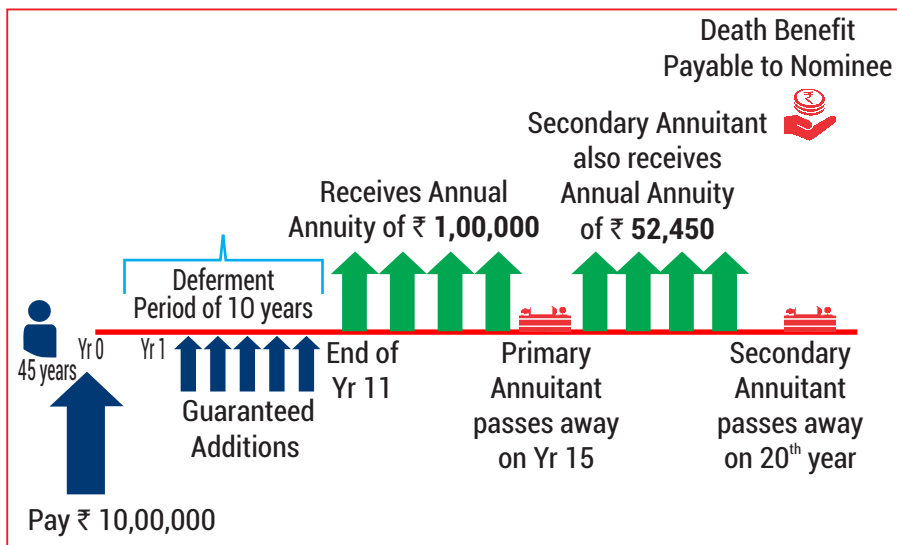 Death Benefit
Payable to Nominee
₹
Secondary Annuitant
also receives
Annual Annuity
of ₹ 52,450
Receives Annual
Annuity of ₹ 1,00,000
Deferment
Period of 10 years
45 years
Yr 0
Yr 1
Guaranteed
Additions
End of
Yr 11
Primary
Annuitant
passes away
on Yr 15
Secondary
Annuitant
passes away
on 20th year
Pay ₹ 10,00,000